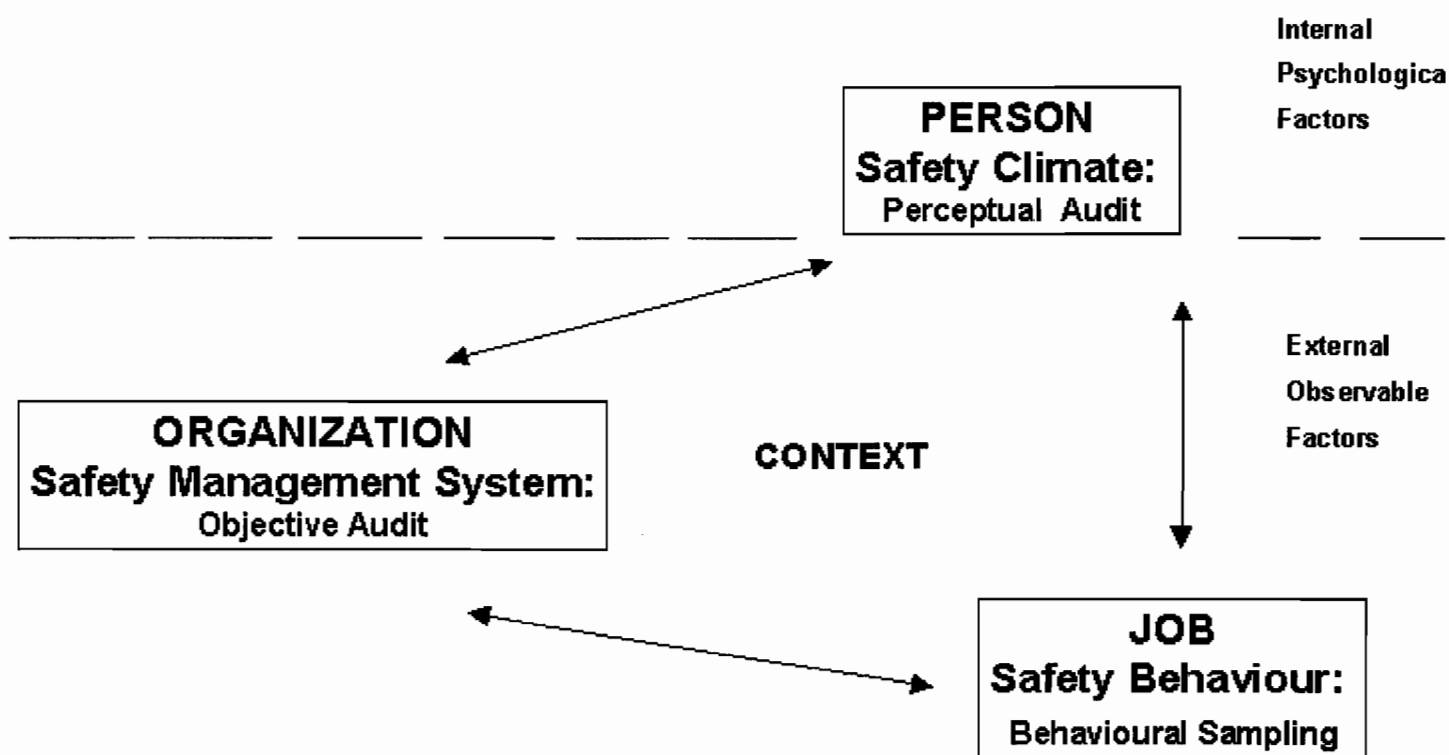 Internal
Psychologica
Factors
PERSON
Safety Climate:
Perceptual Audit
External
Observable
Factors
ORGANIZATION
Safety Management System:
Objective Audit
CONTEXT
JOB
Safety Behaviour:
Behavioural Sampling